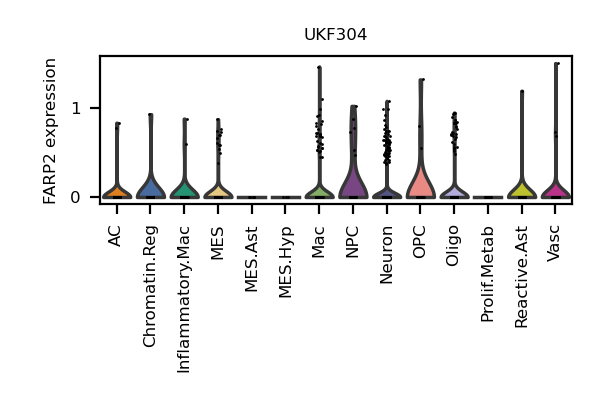 UKF304
FARP2 expression
1
0
AC
Chromatin.Reg
Inflammatory.Mac
MES
MES.Ast
MES.Hyp
Mac
NPC
Neuron
OPC
Oligo
Prolif.Metab
Reactive.Ast
Vasc